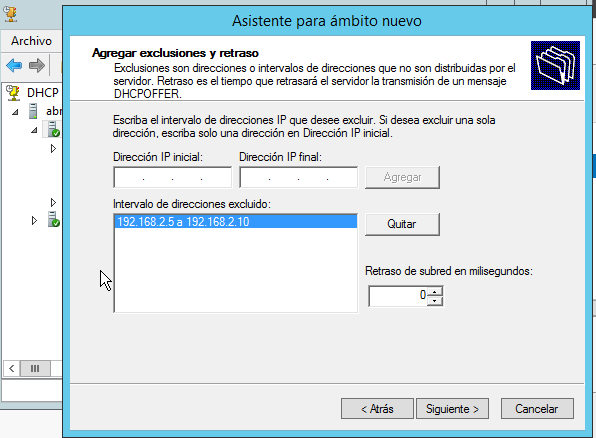 Asistente para ámbito nuevo
Archivo
DHCP
abr
Agregar exclusiones y retraso
Exclusiones son direcciones o intervalos de direcciones que no son distribuidas por el
servidor. Retraso es el tiempo que retrasará el servidor la transmisión de un mensaje
DHCPOFFER.
Escriba el intervalo de direcciones IP que desee excluir. Si desea excluir una sola
dirección, escriba solo una dirección en Dirección IP inicial.
Dirección IP inicial: Dirección IP final:
. . . . . . Agregar
Intervalo de direcciones excluido:
192.168.2.5 a 192.168.2.10 Quitar
Retraso de subred en milisegundos:
0
< Atrás Siguiente > Cancelar